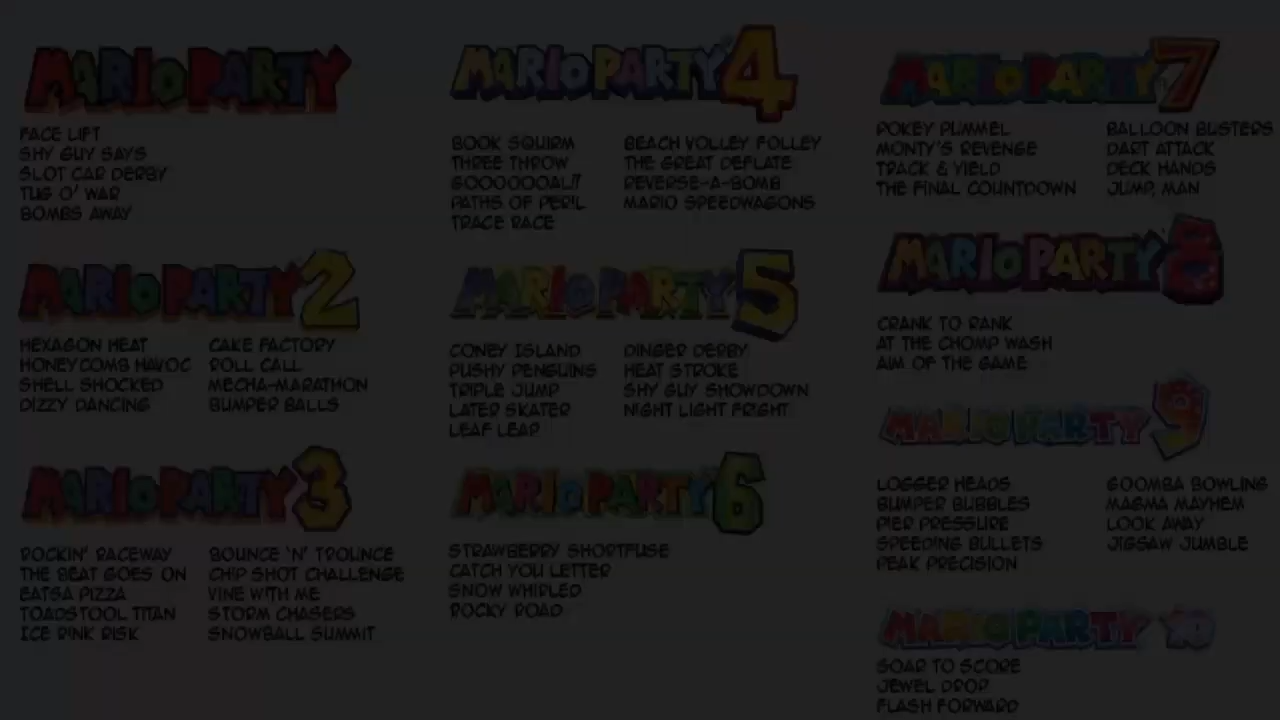 MARIO PARTY
FACE LIFT
SHY GUY SAYS
SLOT CAR DERBY
TUG O' WAR
BOMBS AWAY
MARIO PARTY 2
HEXAGON HEAT
HONEYCOMB HAVOC
SHELL SHOCKED
DIZZY DANCING
CAKE FACTORY
ROLL CALL
MECHA-MARATHON
BUMPER BALLS
MARIO PARTY 3
ROCKIN' RACEWAY
THE BEAT GOES ON
EATSA PIZZA
TOADSTOOL TITAN
ICE RINK RISK
BOUNCE 'N' TROUNCE
CHIP SHOT CHALLENGE
VINE WITH ME
STORM CHASERS
SNOWBALL SUMMIT
MARIO PARTY 4
BOOK SQUIRM
THREE THROW
GOOOOOOAL!!
PATHS OF PERIL
TRACE RACE
BEACH VOLLEY FOLLEY
THE GREAT DEFLATE
REVERSE-A-BOMB
MARIO SPEEDWAGONS
MARIO PARTY 5
CONEY ISLAND
PUSHY PENGUINS
TRIPLE JUMP
LATER SKATER
LEAF LEAP
DINGER DERBY
HEAT STROKE
SHY GUY SHOWDOWN
NIGHT LIGHT FRIGHT
MARIO PARTY 6
STRAWBERRY SHORTFUSE
CATCH YOU LETTER
SNOW WHIRLED
ROCKY ROAD
MARIO PARTY 7
POKEY PUMMEL
MONTY'S REVENGE
TRACK & YIELD
THE FINAL COUNTDOWN
BALLOON BUSTERS
DART ATTACK
DECK HANDS
JUMP, MAN
MARIO PARTY 8
CRANK TO RANK
AT THE CHOMP WASH
AIM OF THE GAME
MARIO PARTY 9
LOGGER HEADS
BUMPER BUBBLES
PIER PRESSURE
SPEEDING BULLETS
PEAK PRECISION
GOOMBA BOWLING
MAGMA MAYHEM
LOOK AWAY
JIGSAW JUMBLE
MARIO PARTY 10
SOAR TO SCORE
JEWEL DROP
FLASH FORWARD